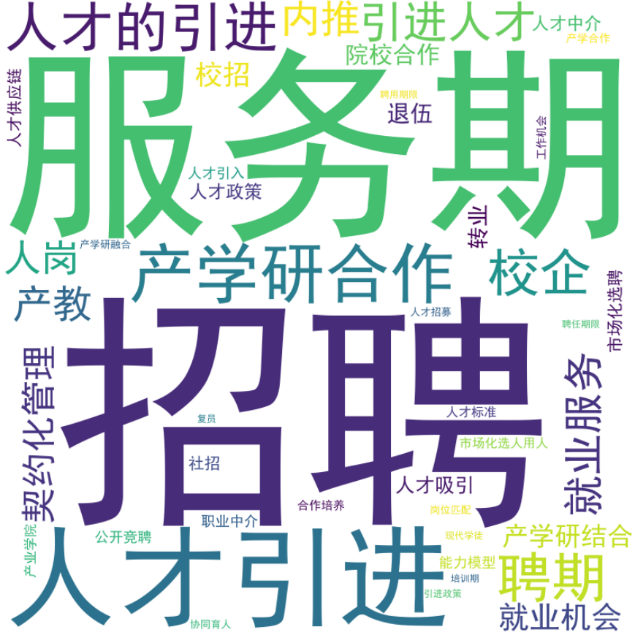 人才的引进
内推
引进人才
人才中介
产学合作
院校合作
校招
人才供应链
服务期
聘用期限
退伍
工作机会
人才引入
人才政策
转业
产学研融合
人岗
产学研合作
校企
市场化选聘
产教
人才招募
聘任期限
招聘
契约化管理
就业服务
人才标准
复员
市场化选人用人
社招
人才吸引
合作培养
岗位匹配
职业中介
产业学院
公开竞聘
人才引进
现代学徒
产学研结合
能力模型
聘期
培训期
引进政策
就业机会
协同育人